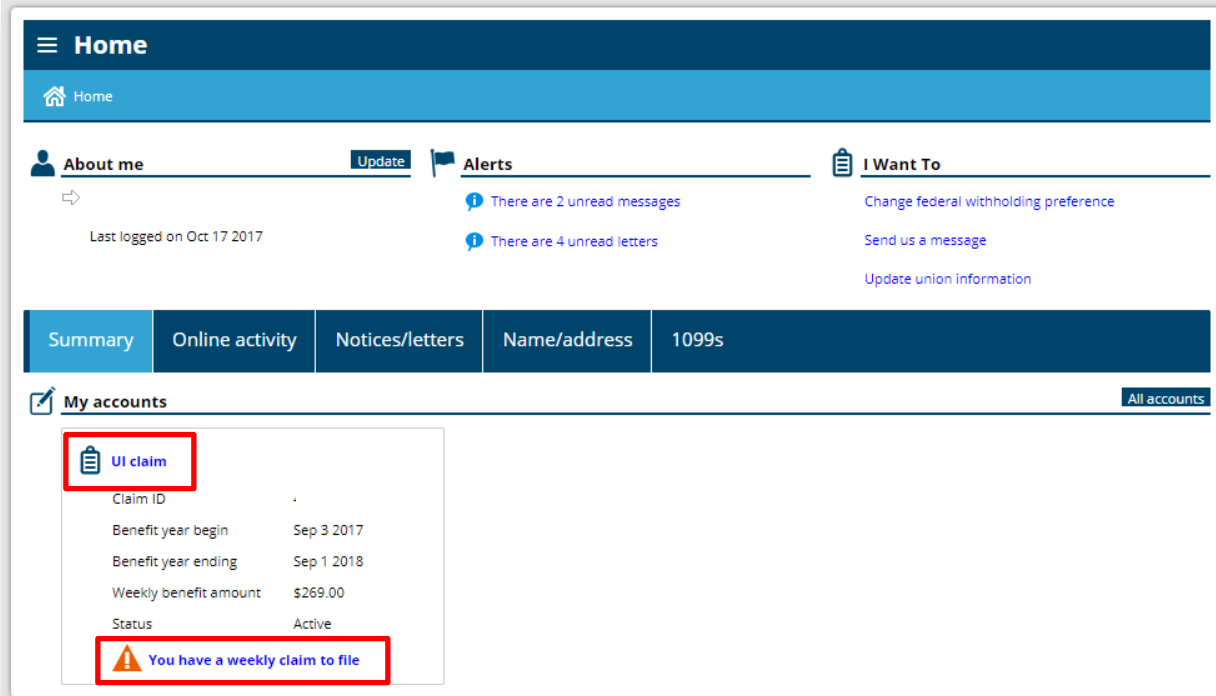 Home
Home
About me
Update
Last logged on Oct 17 2017
Alerts
There are 2 unread messages
There are 4 unread letters
I Want To
Change federal withholding preference
Send us a message
Update union information
Summary Online activity Notices/letters Name/address 1099s
My accounts
All accounts
UI claim
Claim ID
Benefit year begin Sep 3 2017
Benefit year ending Sep 1 2018
Weekly benefit amount $269.00
Status Active
You have a weekly claim to file